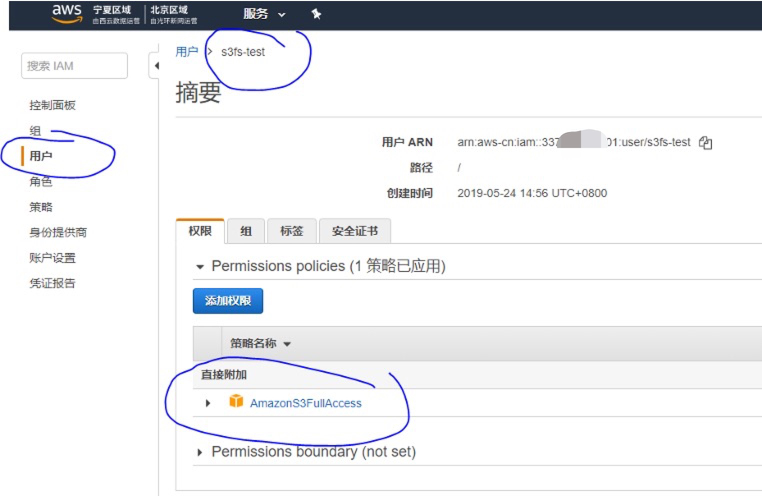 aws 宁夏区域 北京区域 服务
由西云数据运营 由光环新网运营
搜索 IAM
控制面板
组
用户
角色
策略
身份提供商
账户设置
凭证报告
用户 > s3fs-test
摘要
用户 ARN arn:aws-cn:iam::337 01:user/s3fs-test
路径 /
创建时间 2019-05-24 14:56 UTC+0800
权限 组 标签 安全证书
Permissions policies (1 策略已应用)
添加权限
策略名称
直接附加
AmazonS3FullAccess
Permissions boundary (not set)